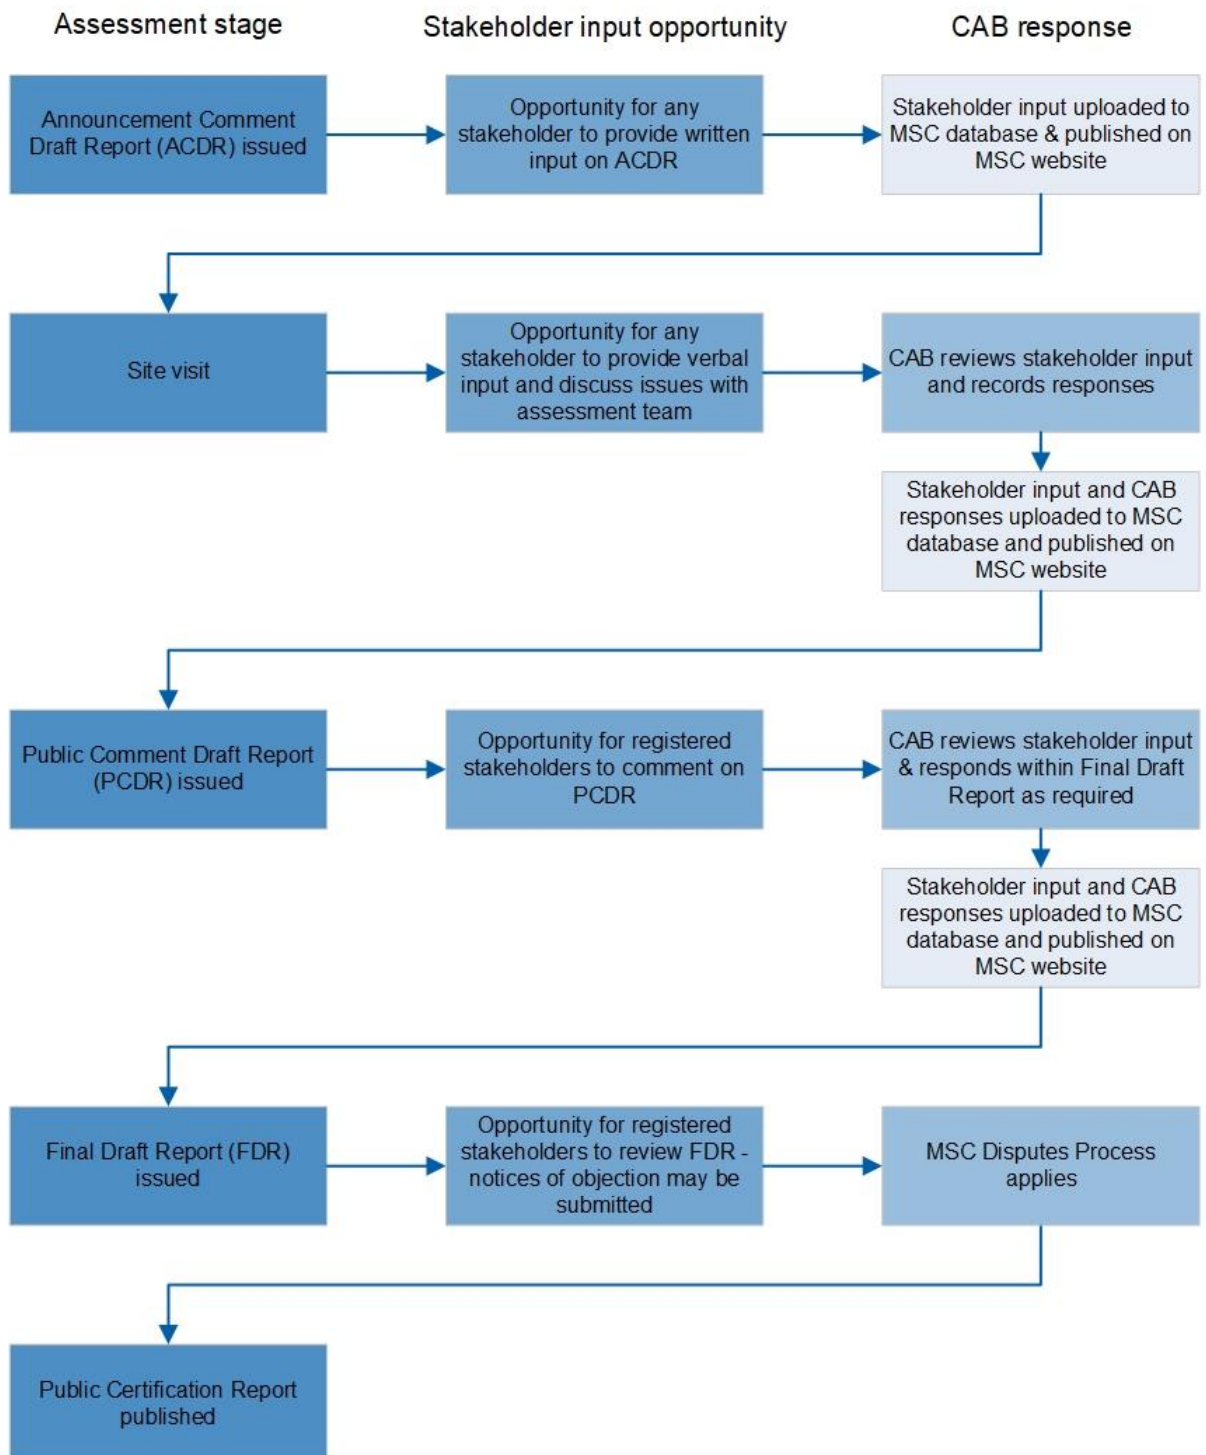 Assessment stage
Stakeholder input opportunity
CAB response
Announcement Comment
Draft Report (ACDR) issued
Opportunity for any
stakeholder to provide written
input on ACDR
Stakeholder input uploaded to
MSC database & published on
MSC website
Site visit
Opportunity for any
stakeholder to provide verbal
input and discuss issues with
assessment team
CAB reviews stakeholder input
and records responses
Stakeholder input and CAB
responses uploaded to MSC
database and published on
MSC website
Public Comment Draft Report
(PCDR) issued
Opportunity for registered
stakeholders to comment on
PCDR
CAB reviews stakeholder input
& responds within Final Draft
Report as required
Stakeholder input and CAB
responses uploaded to MSC
database and published on
MSC website
Final Draft Report (FDR)
issued
Opportunity for registered
stakeholders to review FDR -
notices of objection may be
submitted
MSC Disputes Process
applies
Public Certification Report
published